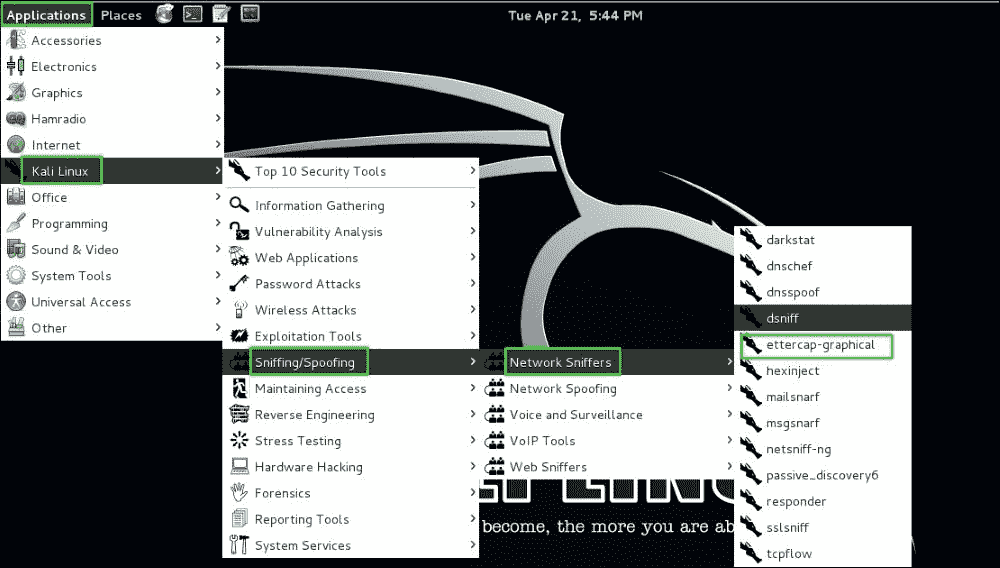 Applications Places Tue Apr 21, 5:44 PM
Accessories
Electronics
Graphics
Hamradio
Internet
Kali Linux
Office
Programming
Sound & Video
System Tools
Universal Access
Other
Top 10 Security Tools
Information Gathering
Vulnerability Analysis
Web Applications
Password Attacks
Wireless Attacks
Exploitation Tools
Sniffing/Spoofing
Maintaining Access
Reverse Engineering
Stress Testing
Hardware Hacking
Forensics
Reporting Tools
System Services
Network Sniffers
Network Spoofing
Voice and Surveillance
VoIP Tools
Web Sniffers
darkstat
dnschef
dnsspoof
dsniff
ettercap-graphical
hexinject
mailsnarf
msgsnarf
netsniff-ng
passive_discovery6
responder
sslsniff
tcpflow
become, the more you are